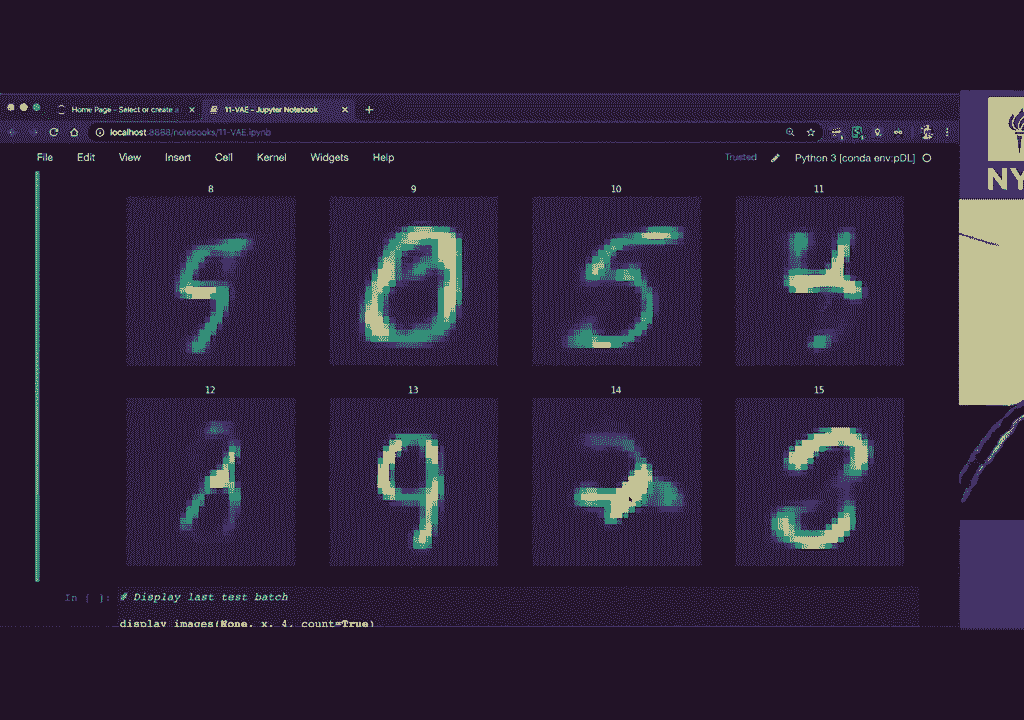 Home Page - Select or create a
11-VAE - Jupyter Notebook
localhost:8888/notebooks/11-VAE.ipynb
File Edit View Insert Cell Kernel Widgets Help Trusted Python 3 [conda env:pDL]
NY
8 9 10 11
12 13 14 15
In [ ]: # Display last test batch
display_images(None, x, 4, count=True)